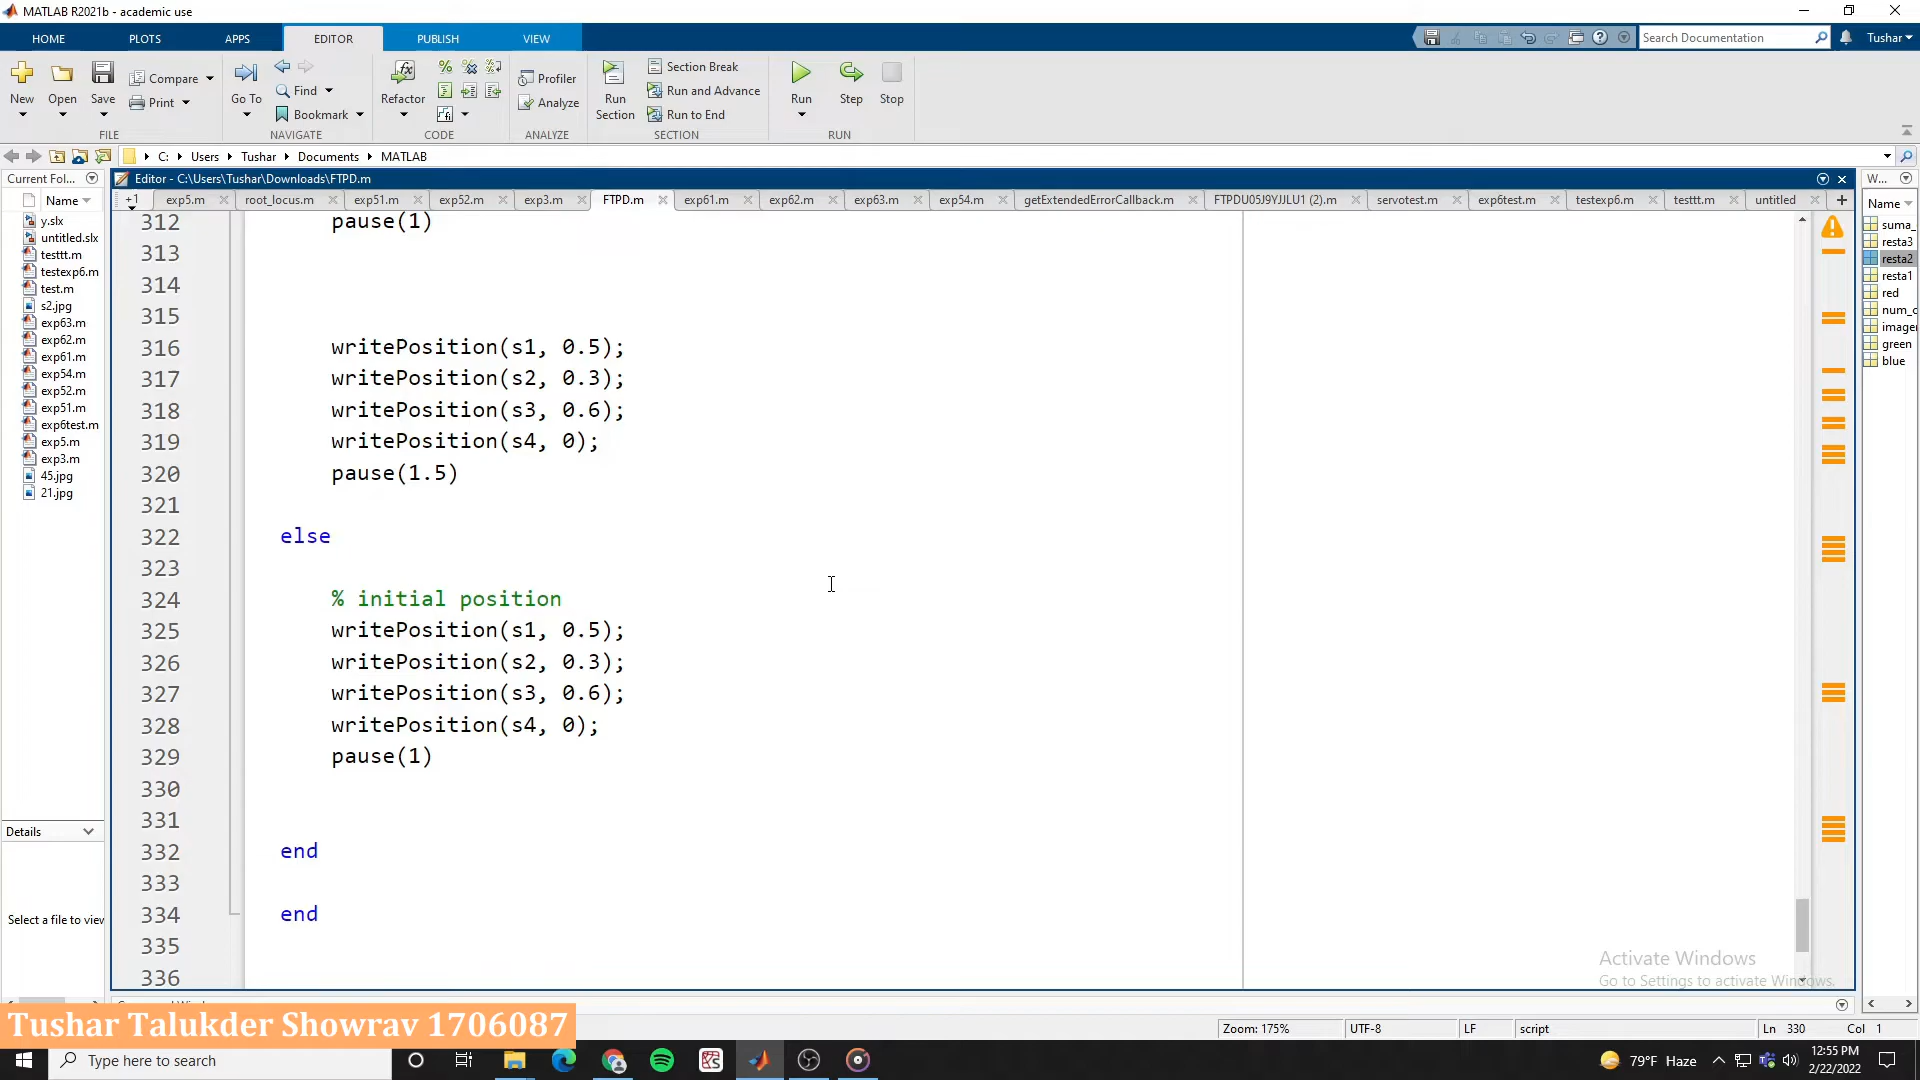 MATLAB R2021b - academic use
HOME PLOTS APPS EDITOR PUBLISH VIEW Search Documentation Tushar
New Open Save Compare Print Go To Find Bookmark Refactor Profiler Analyze Run Section Section Break Run and Advance Run to End Run Step Stop
FILE NAVIGATE CODE ANALYZE SECTION RUN
C: Users Tushar Documents MATLAB
Current Fol... Editor - C:\Users\Tushar\Downloads\FTPD.m W...
Name +1 exp5.m root_locus.m exp51.m exp52.m exp3.m FTPD.m exp61.m exp62.m exp63.m exp54.m getExtendedErrorCallback.m FTPDU05J9YJJLU1 (2).m servotest.m exp6test.m testexp6.m testtt.m untitled Name
y.slx
untitled.slx
testtt.m
testexp6.m
test.m
s2.jpg
exp63.m
exp62.m
exp61.m
exp54.m
exp52.m
exp51.m
exp6test.m
exp5.m
exp3.m
45.jpg
21.jpg
Details
Select a file to view
312 pause(1)
313
314
315
316 writePosition(s1, 0.5);
317 writePosition(s2, 0.3);
318 writePosition(s3, 0.6);
319 writePosition(s4, 0);
320 pause(1.5)
321
322 else
323
324 % initial position
325 writePosition(s1, 0.5);
326 writePosition(s2, 0.3);
327 writePosition(s3, 0.6);
328 writePosition(s4, 0);
329 pause(1)
330
331
332 end
333
334 end
335
336
suma_
resta3
resta2
resta1
red
num_
image
green
blue
Activate Windows
Go to Settings to activate Windows.
Tushar Talukder Showrav 1706087
Zoom: 175% UTF-8 LF script Ln 330 Col 1
Type here to search 79°F Haze 12:55 PM
2/22/2022